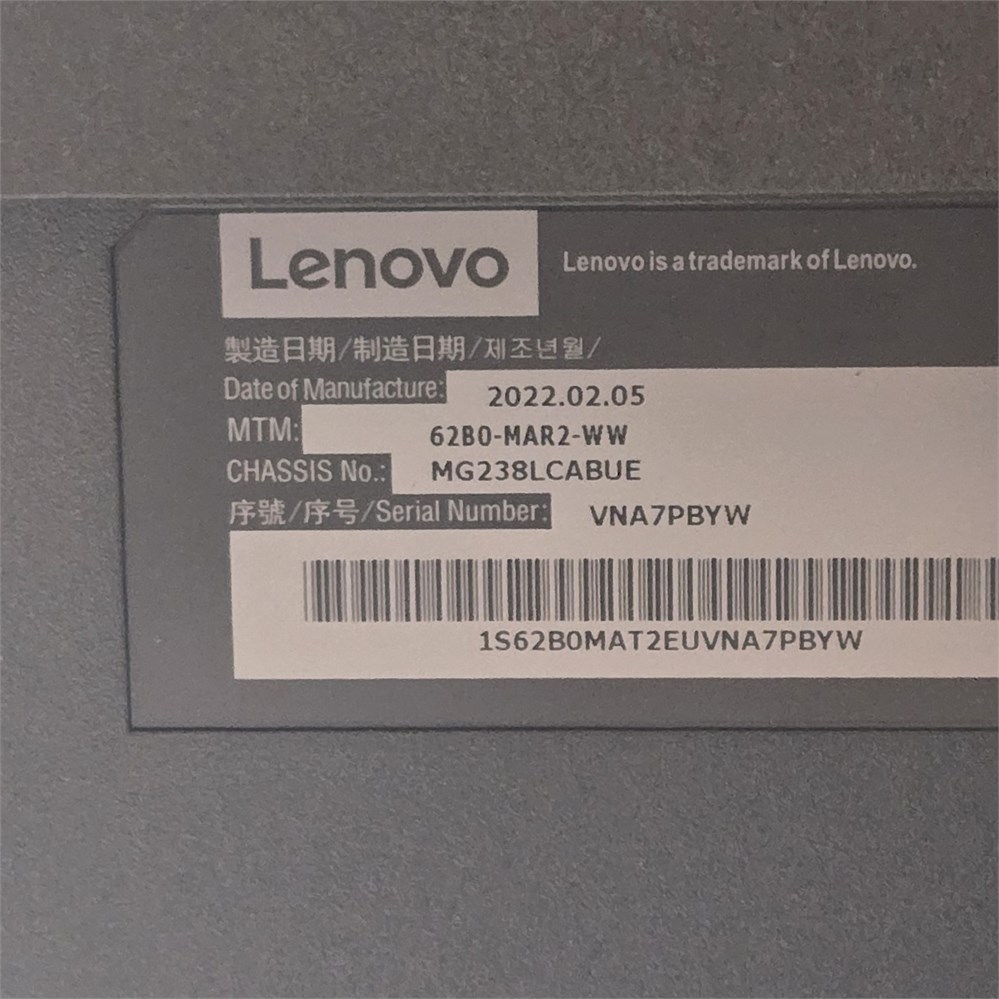 Lenovo
Lenovo is a trademark of Lenovo.
製造日期/制造日期/제조년월/
Date of Manufacture: 2022.02.05
MTM: 62B0-MAR2-WW
CHASSIS No.: MG238LCABUE
序號/序号/Serial Number: VNA7PBYW
1S62B0MAT2EUVNA7PBYW